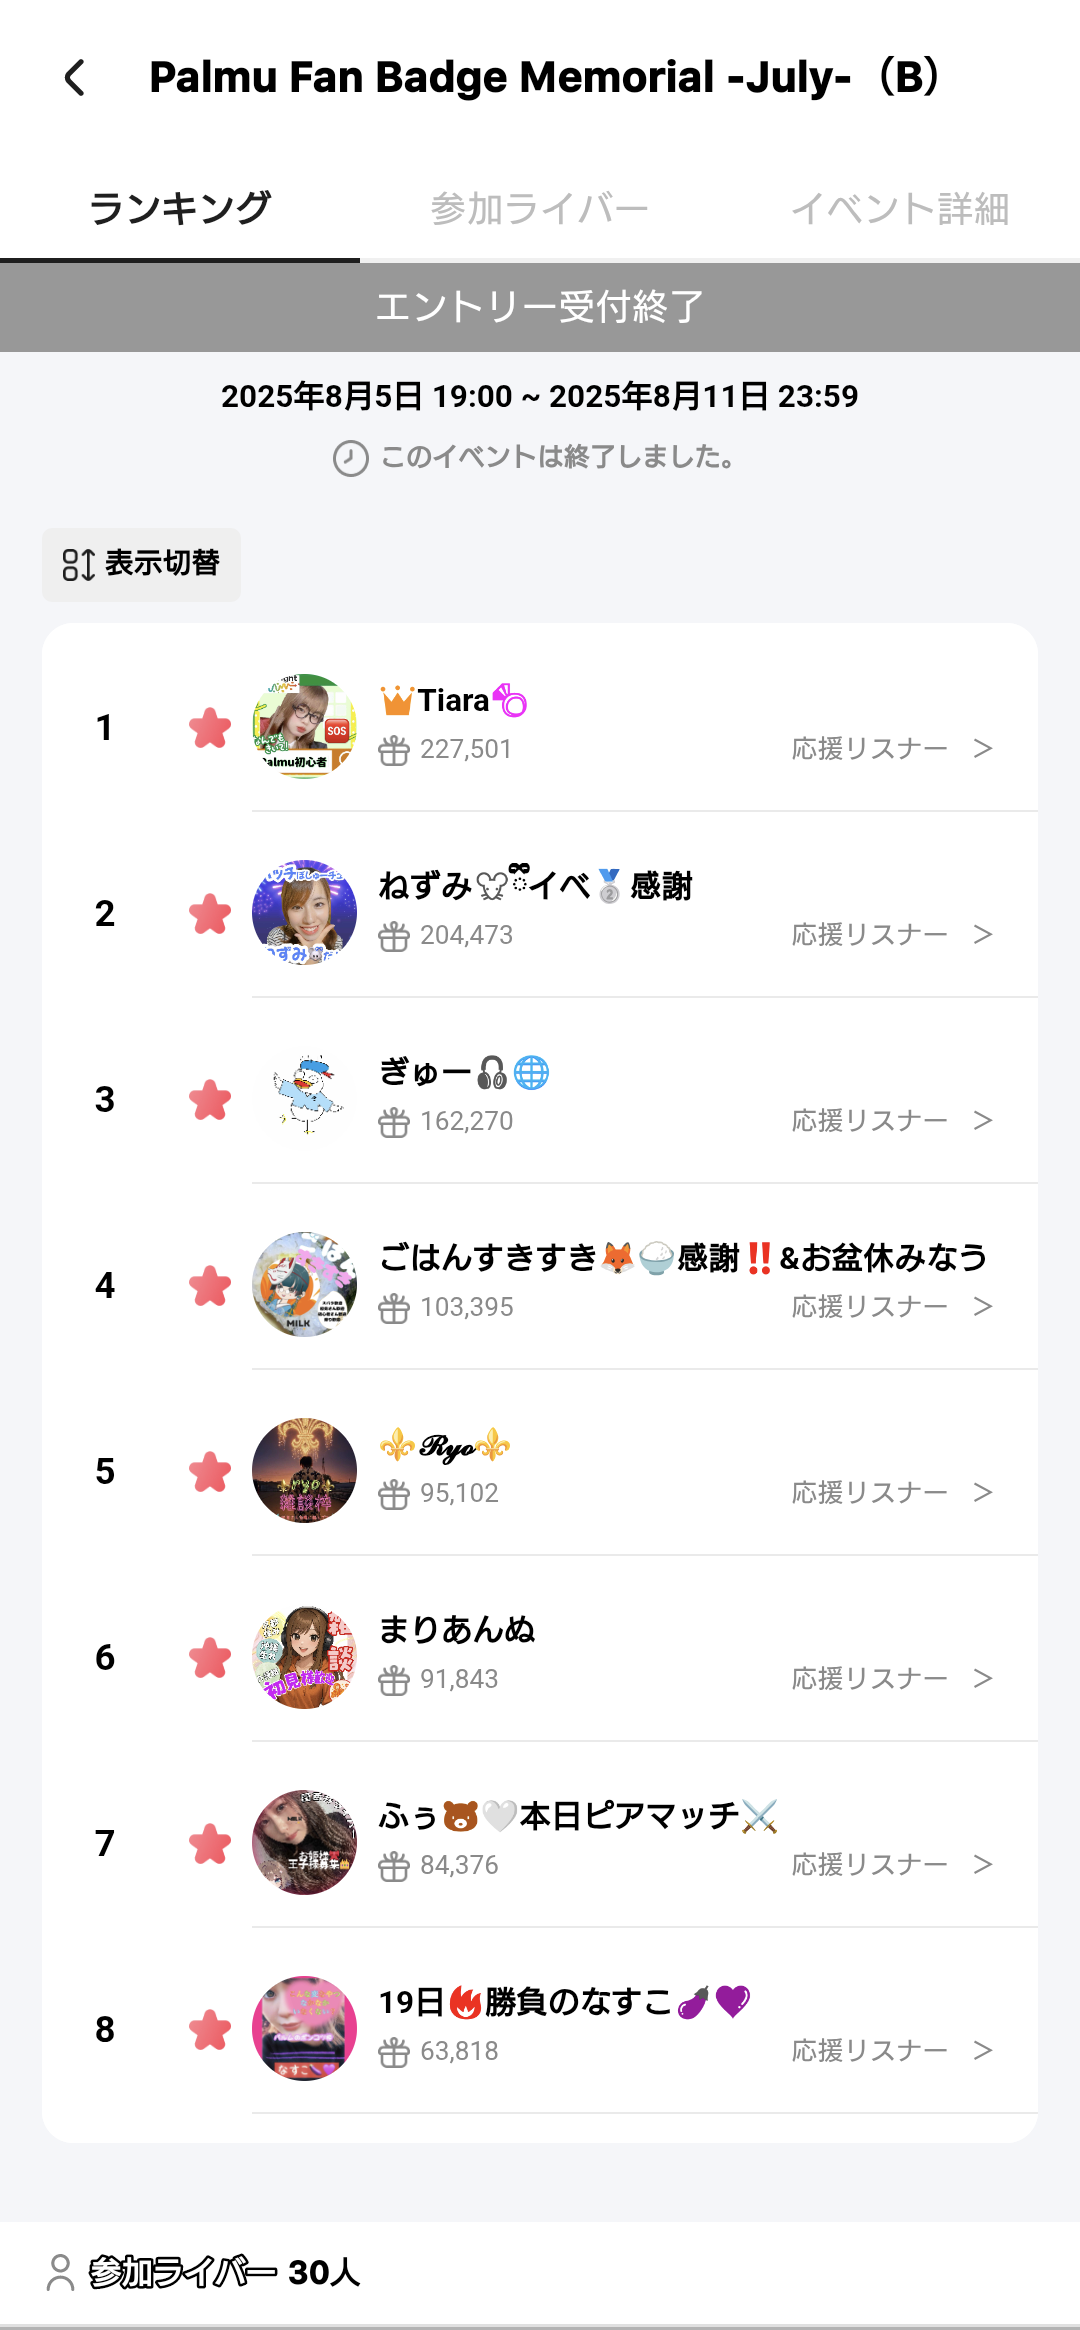 Palmu Fan Badge Memorial -July-（B）
ランキング 参加ライバー イベント詳細
エントリー受付終了
2025年8月5日 19:00 ~ 2025年8月11日 23:59
このイベントは終了しました。
表示切替
1 👑Tiara💍
227,501 応援リスナー >
2 ねずみ🐭イベ🥈感謝
204,473 応援リスナー >
3 ぎゅー🎧🌐
162,270 応援リスナー >
4 ごはんすきすき🦊🍚感謝‼️&お盆休みなう
103,395 応援リスナー >
MILK
5 ⚜️𝓡𝔂𝓸⚜️
95,102 応援リスナー >
6 まりあんぬ
91,843 応援リスナー >
7 ふぅ🐻🤍本日ピアマッチ⚔️
84,376 応援リスナー >
8 19日🔥勝負のなすこ🍆💜
63,818 応援リスナー >
参加ライバー 30人